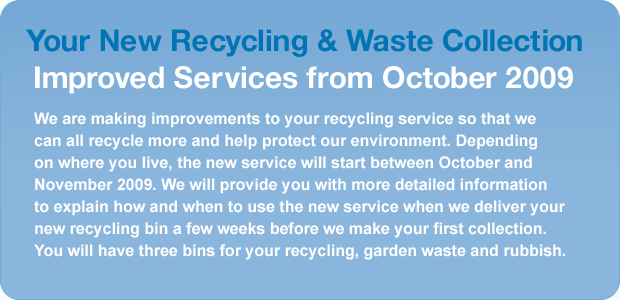 Your New Recycling & Waste Collection
Improved Services from October 2009
We are making improvements to your recycling service so that we
can all recycle more and help protect our environment. Depending
on where you live, the new service will start between October and
November 2009. We will provide you with more detailed information
to explain how and when to use the new service when we deliver your
new recycling bin a few weeks before we make your first collection.
You will have three bins for your recycling, garden waste and rubbish.